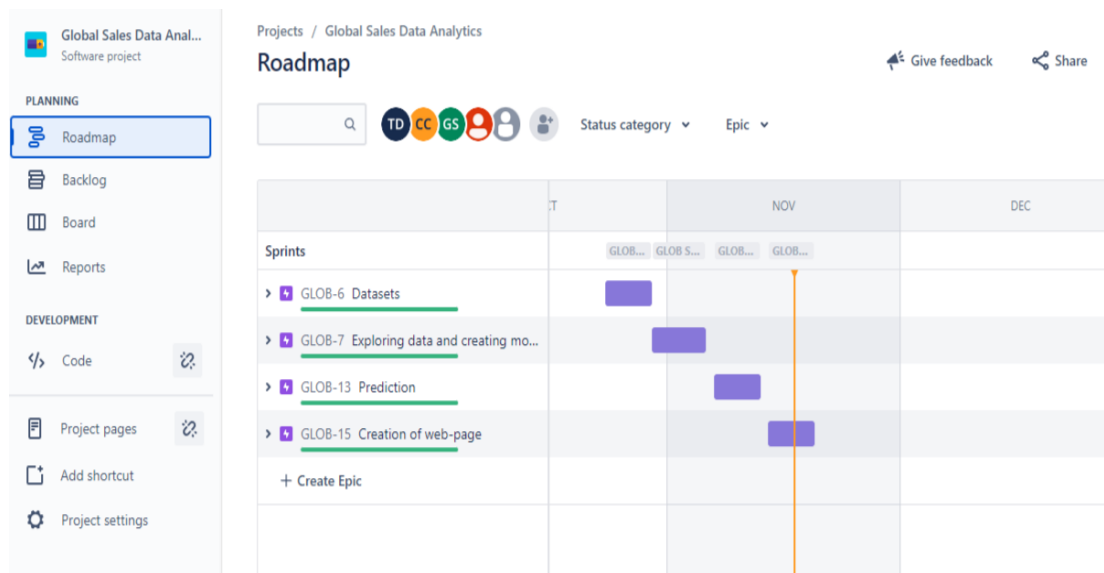 Global Sales Data Anal...
Software project
PLANNING
Roadmap
Backlog
Board
Reports
DEVELOPMENT
Code
Project pages
Add shortcut
Project settings
Projects / Global Sales Data Analytics
Roadmap
Give feedback
Share
TD CC GS
Status category
Epic
CT NOV DEC
Sprints GLOB... GLOB S... GLOB... GLOB...
GLOB-6 Datasets
GLOB-7 Exploring data and creating mo...
GLOB-13 Prediction
GLOB-15 Creation of web-page
+ Create Epic